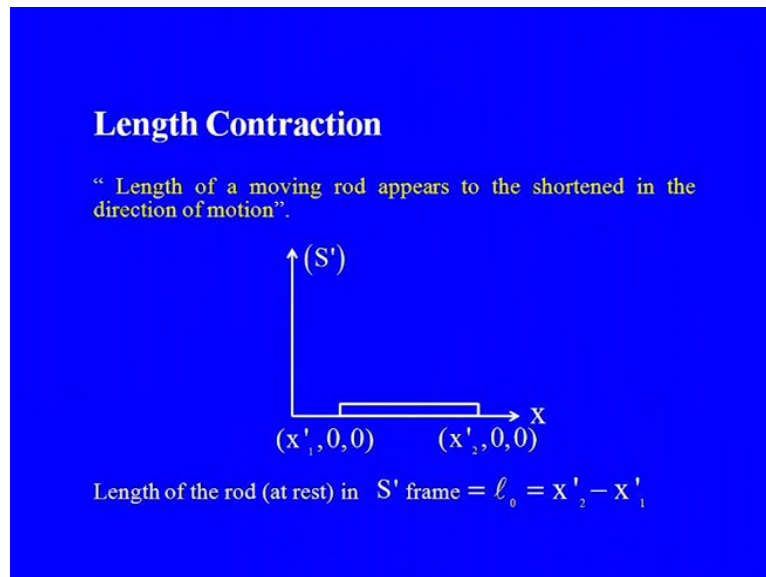 Length Contraction
“ Length of a moving rod appears to the shortened in the
direction of motion”.
(S')
X
(x'₁,0,0) (x'₂,0,0)
Length of the rod (at rest) in S' frame = ℓ₀ = x'₂ – x'₁